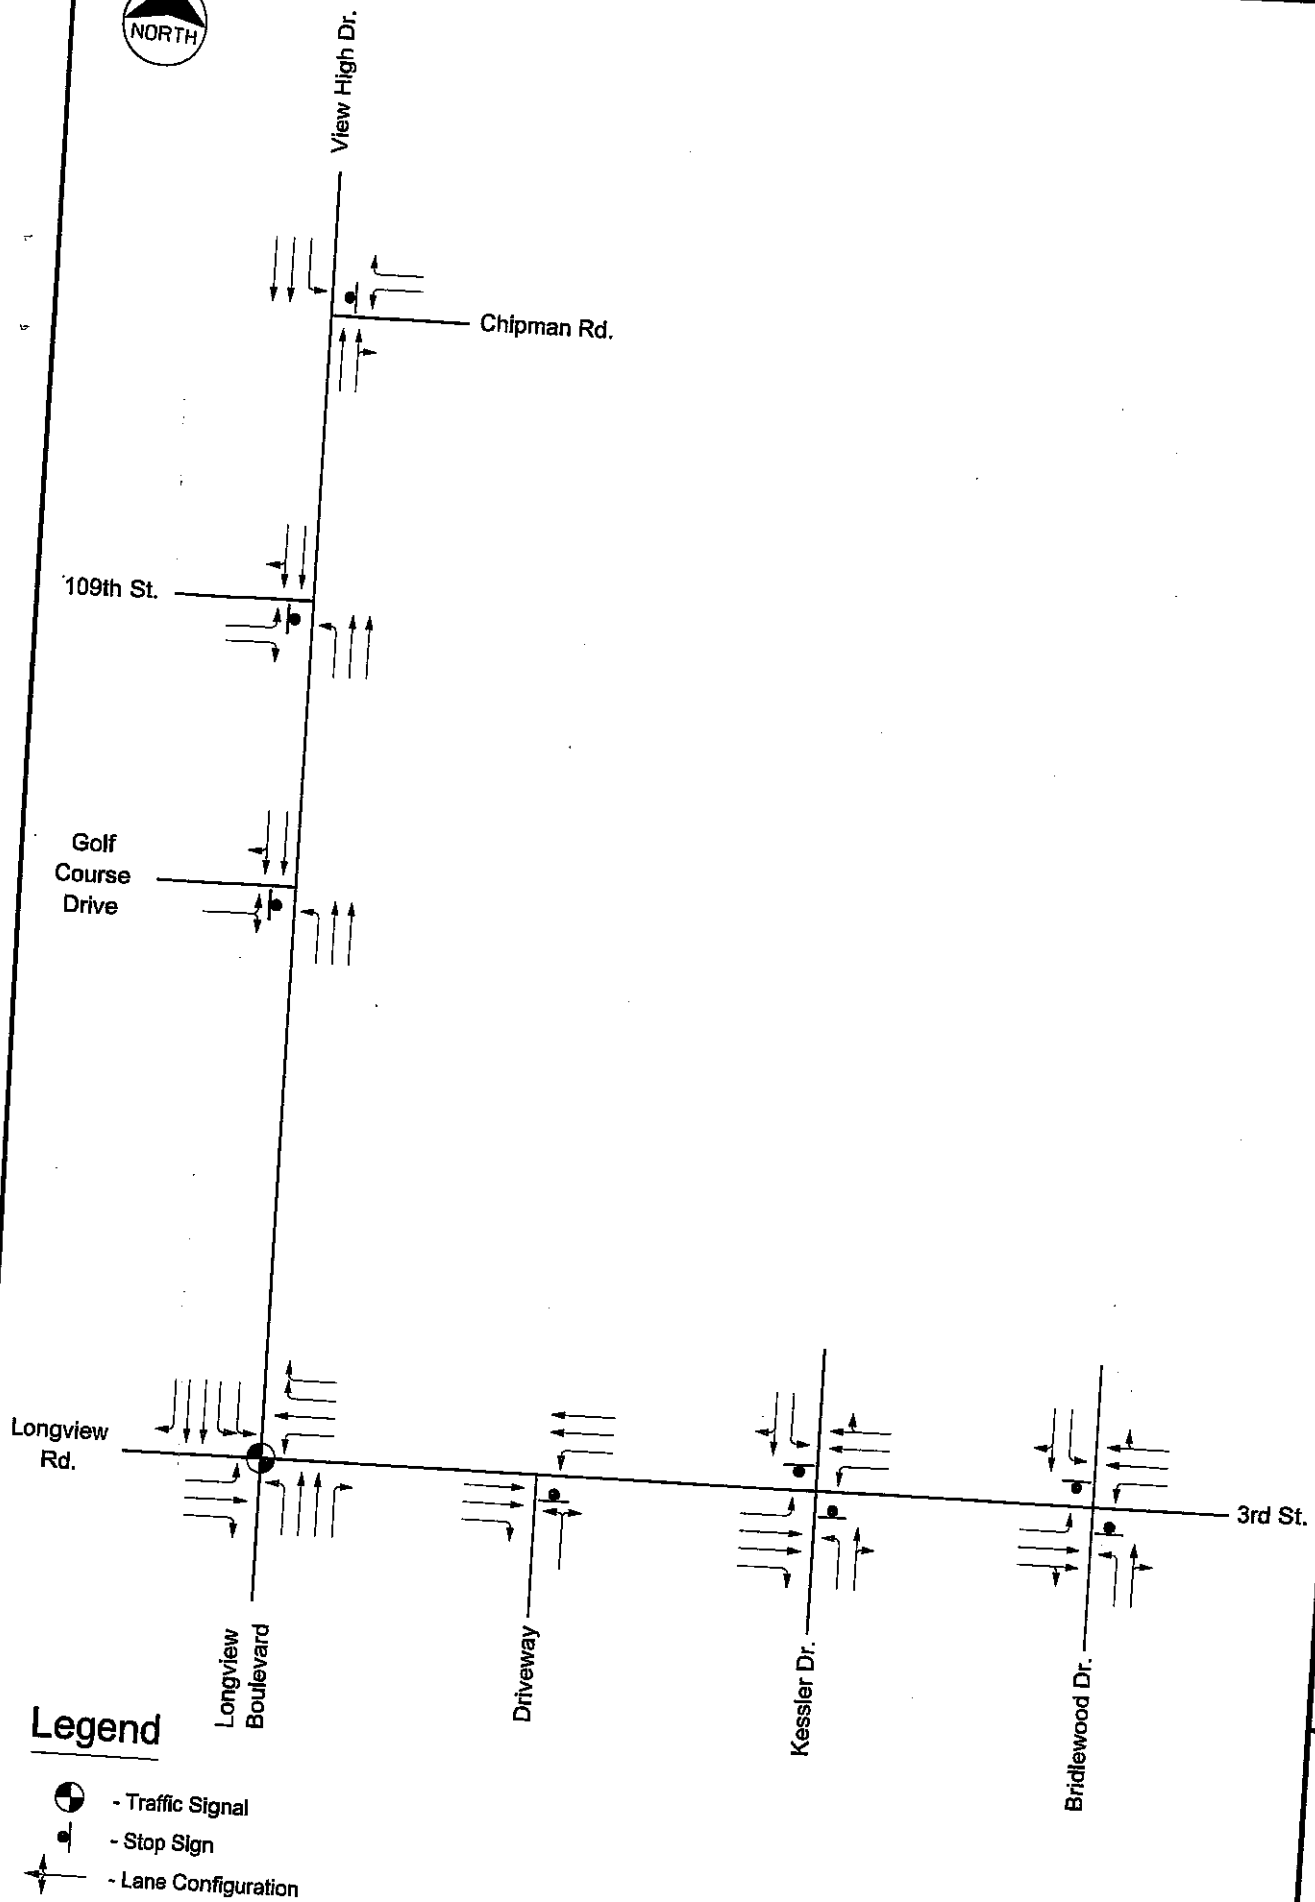 NORTH
View High Dr.
Chipman Rd.
109th St.
Golf
Course
Drive
Longview
Rd.
3rd St.
Longview
Boulevard
Driveway
Kessler Dr.
Bridlewood Dr.
Legend
- Traffic Signal
- Stop Sign
- Lane Configuration